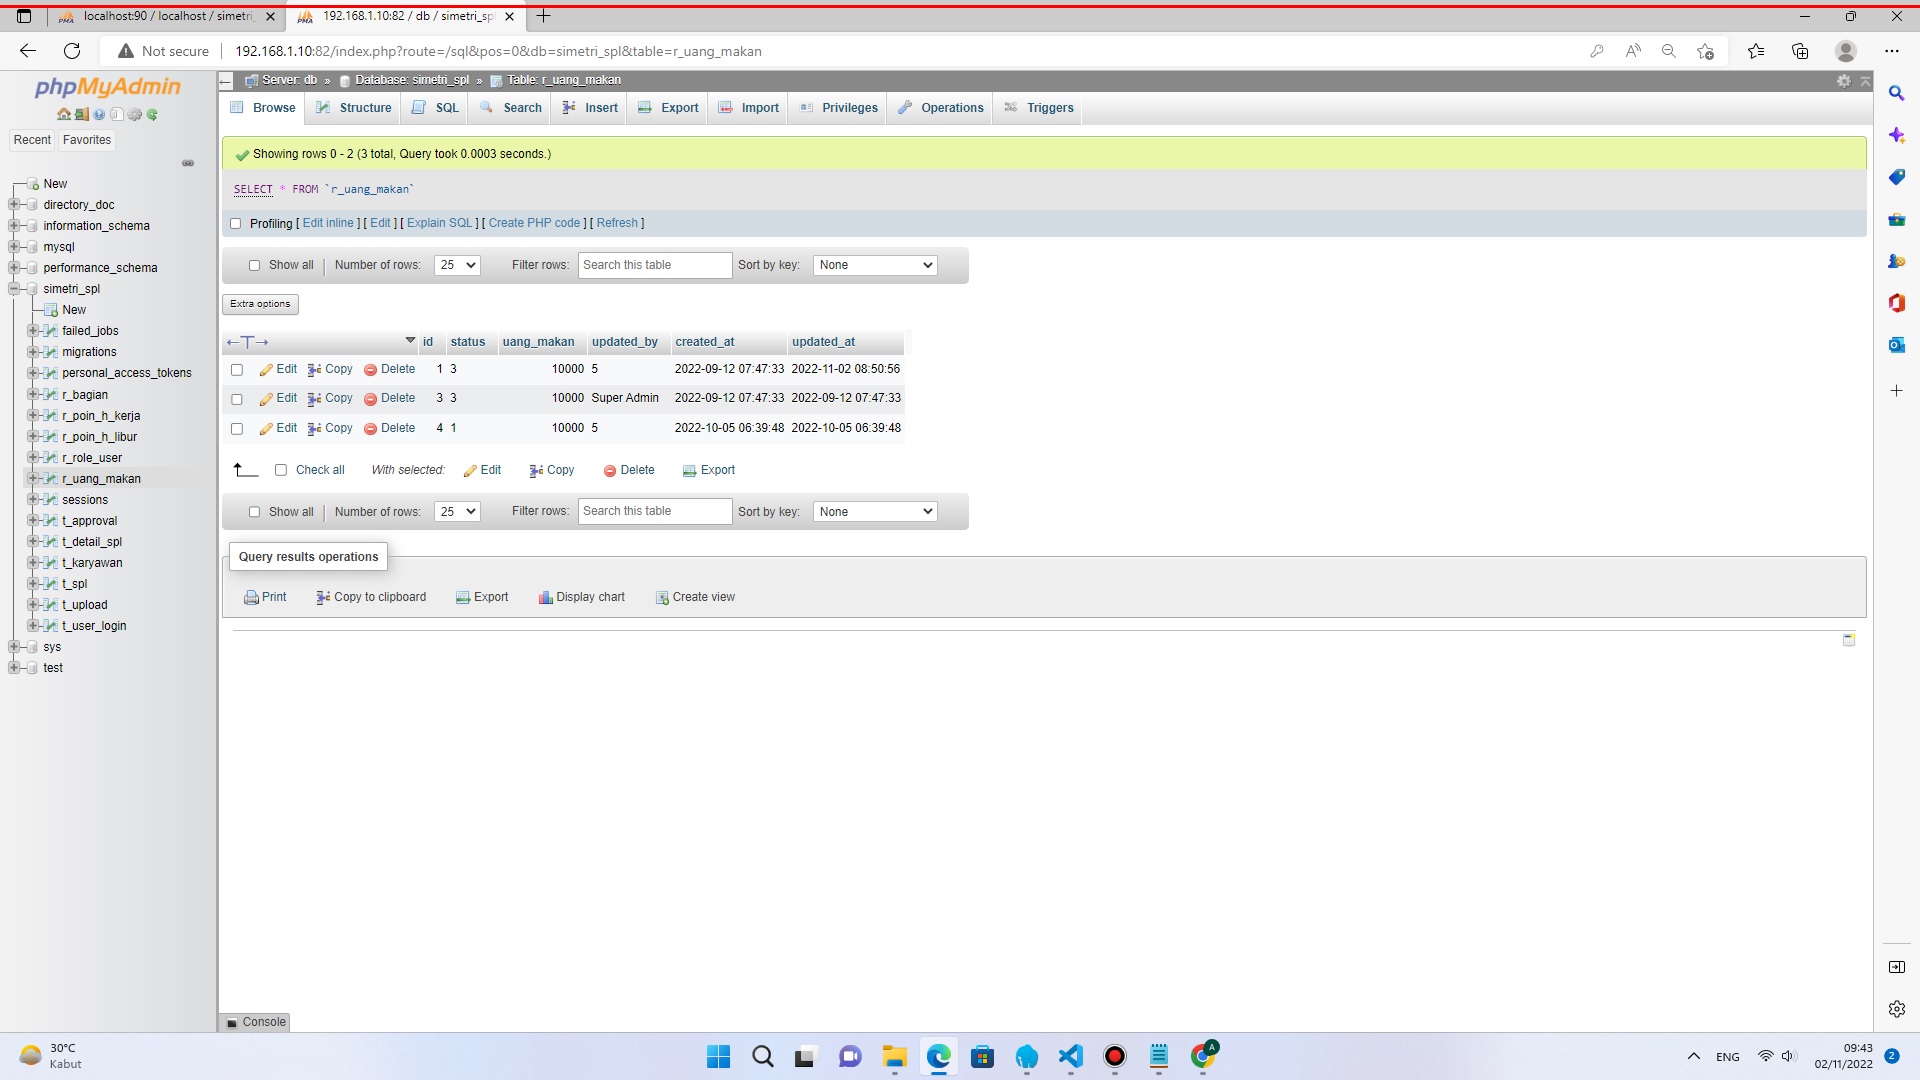 localhost:90 / localhost / simetri_
192.168.1.10:82 / db / simetri_spl
Not secure
192.168.1.10:82/index.php?route=/sql&pos=0&db=simetri_spl&table=r_uang_makan
phpMyAdmin
Recent
Favorites
New
directory_doc
information_schema
mysql
performance_schema
simetri_spl
New
failed_jobs
migrations
personal_access_tokens
r_bagian
r_poin_h_kerja
r_poin_h_libur
r_role_user
r_uang_makan
sessions
t_approval
t_detail_spl
t_karyawan
t_spl
t_upload
t_user_login
sys
test
Server: db » Database: simetri_spl » Table: r_uang_makan
Browse Structure SQL Search Insert Export Import Privileges Operations Triggers
Showing rows 0 - 2 (3 total, Query took 0.0003 seconds.)
SELECT * FROM `r_uang_makan`
Profiling [ Edit inline ] [ Edit ] [ Explain SQL ] [ Create PHP code ] [ Refresh ]
Show all | Number of rows: 25 Filter rows: Search this table Sort by key: None
Extra options
←T→ id status uang_makan updated_by created_at updated_at
Edit Copy Delete 1 3 10000 5 2022-09-12 07:47:33 2022-11-02 08:50:56
Edit Copy Delete 3 3 10000 Super Admin 2022-09-12 07:47:33 2022-09-12 07:47:33
Edit Copy Delete 4 1 10000 5 2022-10-05 06:39:48 2022-10-05 06:39:48
Check all With selected: Edit Copy Delete Export
Show all | Number of rows: 25 Filter rows: Search this table Sort by key: None
Query results operations
Print Copy to clipboard Export Display chart Create view
Console
30°C
Kabut
A
ENG
09:43
02/11/2022
2